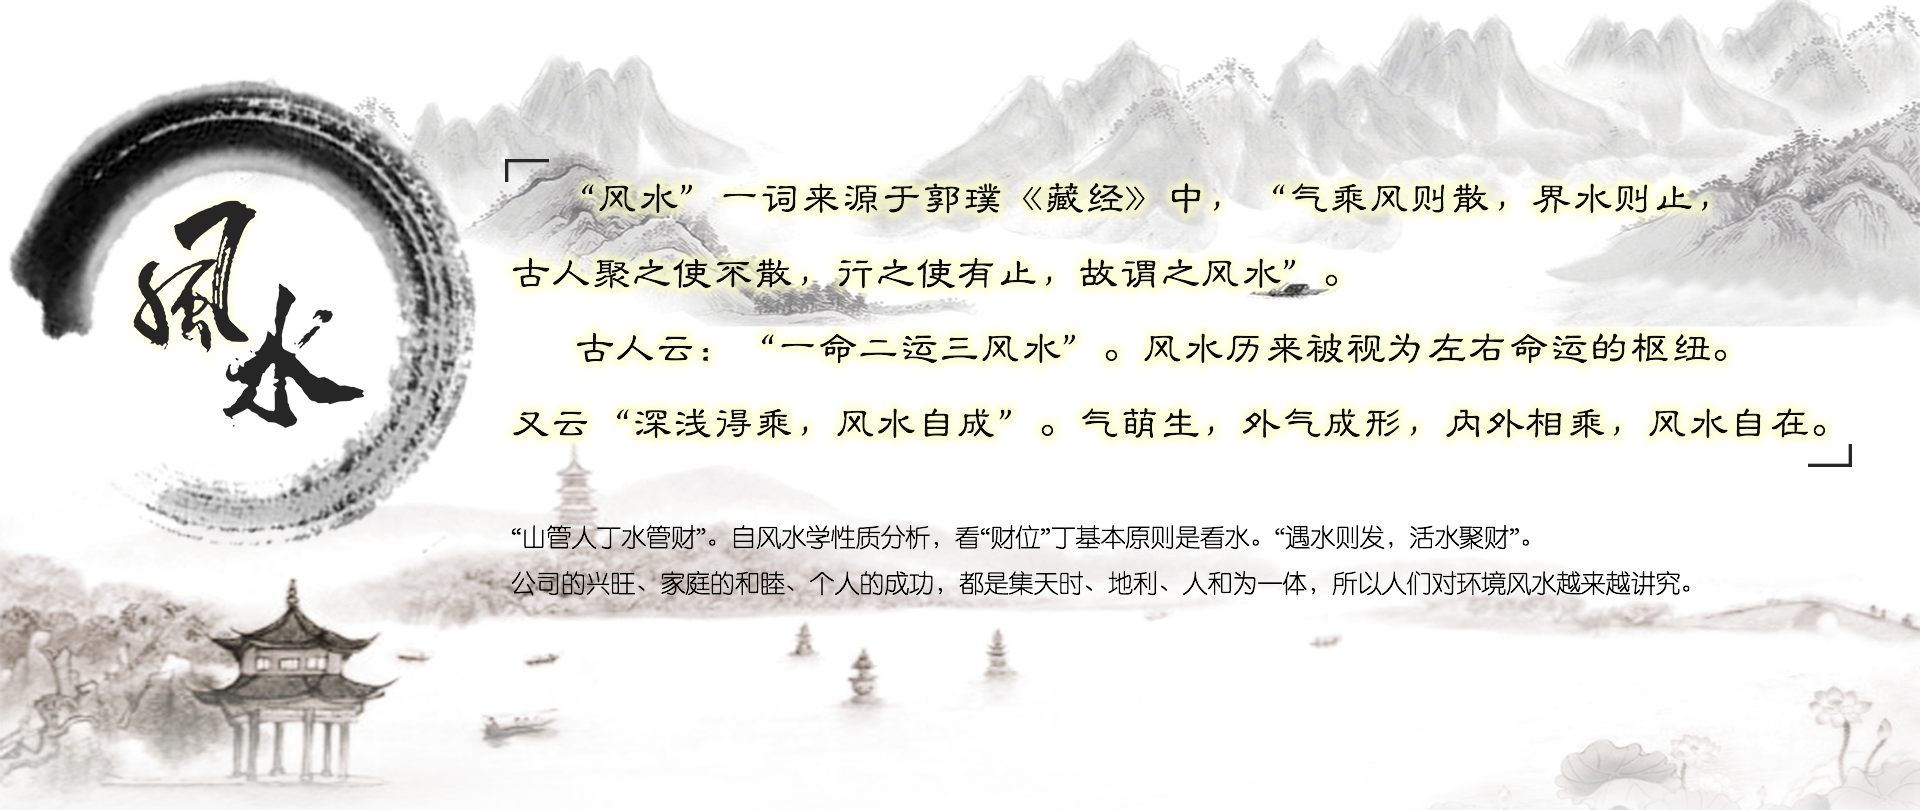 風水
“风水”一词来源于郭璞《藏经》中，“气乘风则散，界水则止，
古人聚之使不散，行之使有止，故谓之风水”。
古人云：“一命二运三风水”。风水历来被视为左右命运的枢纽。
又云“深浅得乘，风水自成”。气萌生，外气成形，内外相乘，风水自在。
“山管人丁水管财”。自风水学性质分析，看“财位”丁基本原则是看水。“遇水则发，活水聚财”。
公司的兴旺、家庭的和睦、个人的成功，都是集天时、地利、人和为一体，所以人们对环境风水越来越讲究。